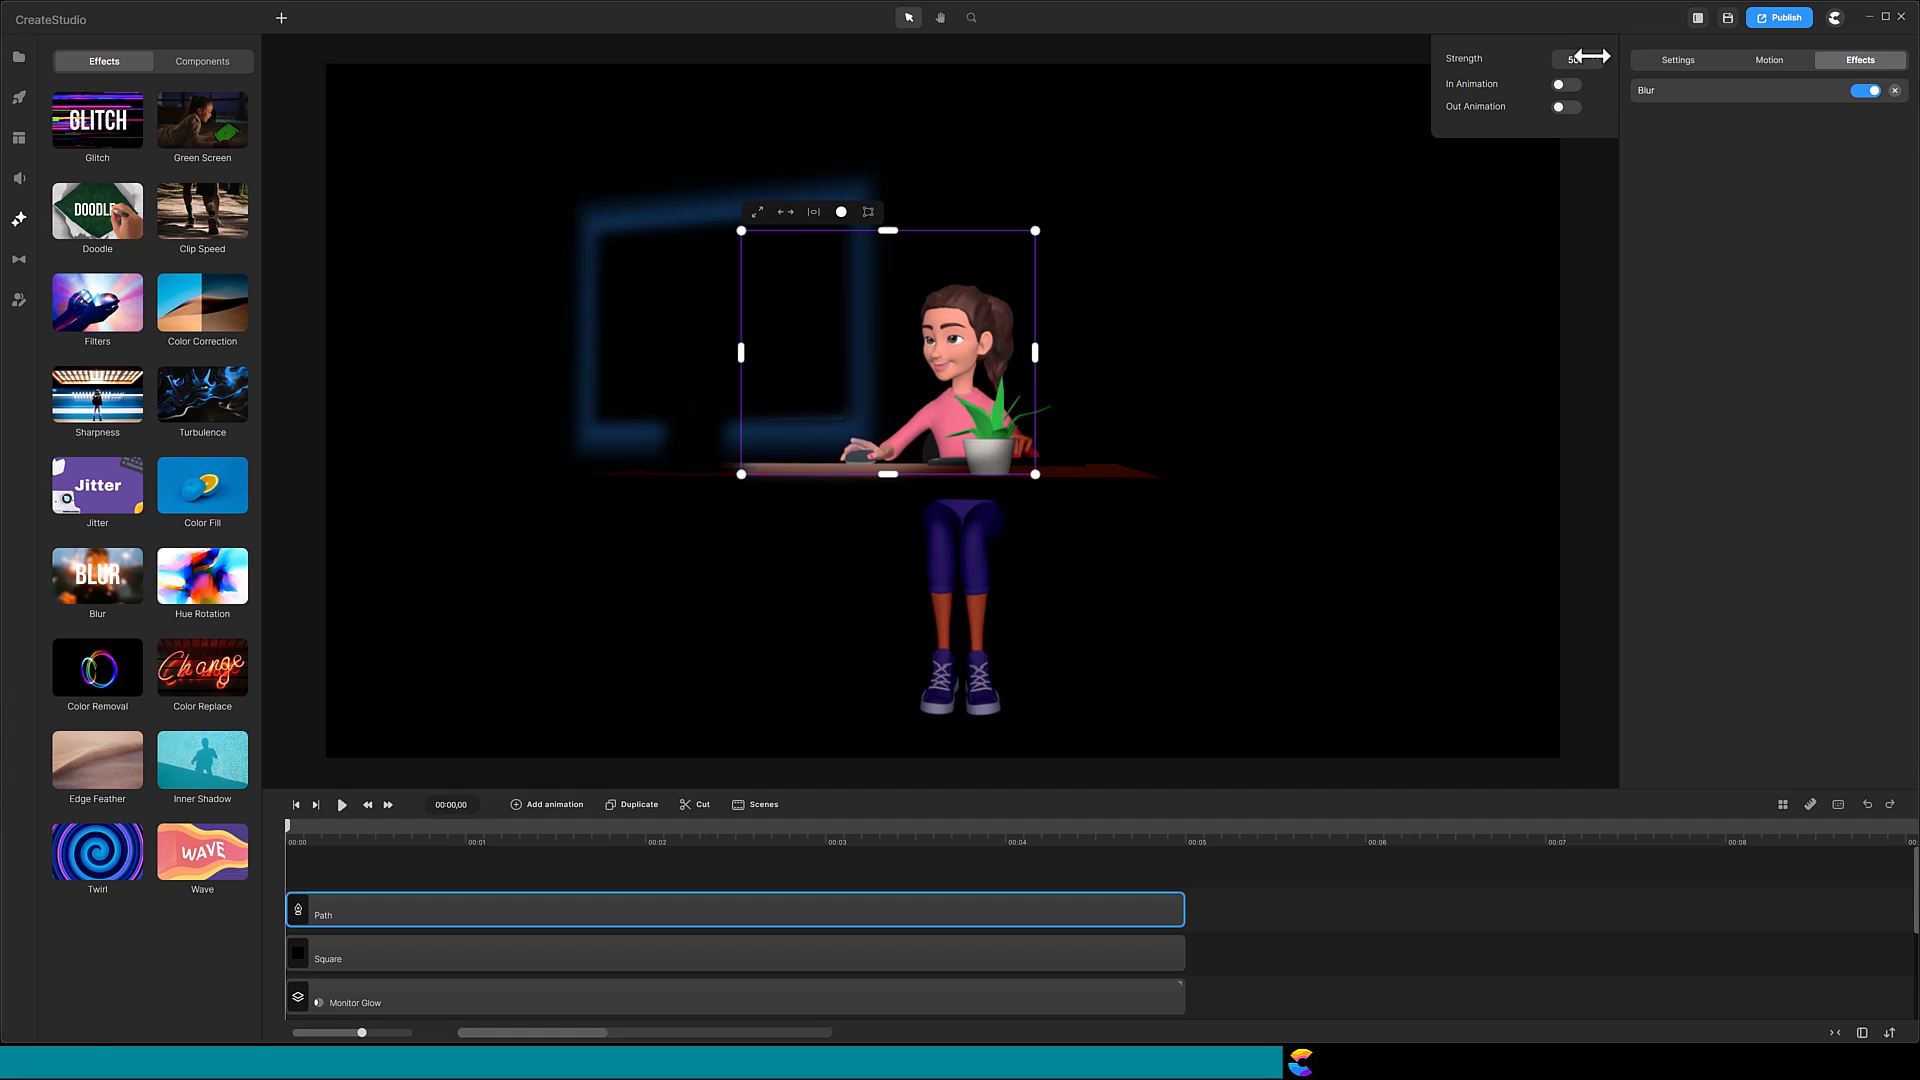 CreateStudio
Publish
Effects
Components
GLITCH
Glitch
Green Screen
DOODLE
Doodle
Clip Speed
Filters
Color Correction
Sharpness
Turbulence
Jitter
Jitter
Color Fill
BLUR
Blur
Hue Rotation
Change
Color Removal
Color Replace
Edge Feather
Inner Shadow
WAVE
Twirl
Wave
Strength
In Animation
Out Animation
Settings
Motion
Effects
Blur
00:00,00
Add animation
Duplicate
Cut
Scenes
00:00
00:01
00:02
00:03
00:04
00:05
00:06
00:07
00:08
Path
Square
Monitor Glow